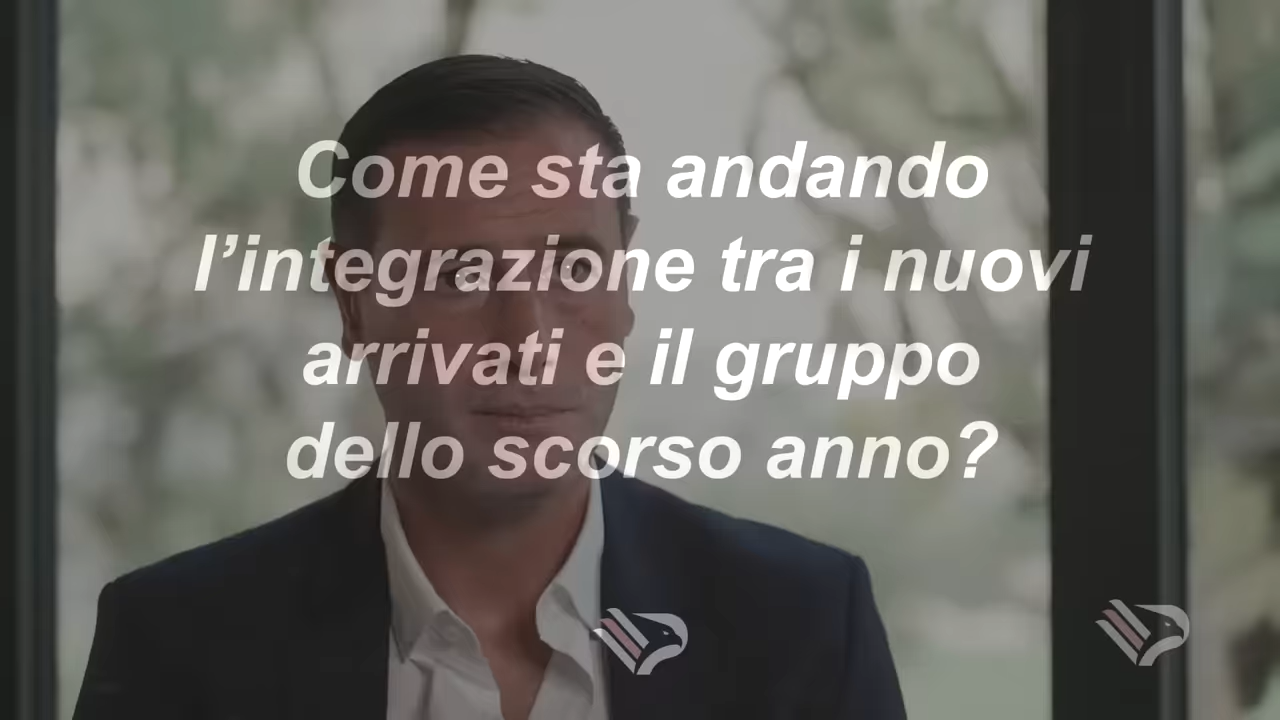 Come sta andando
l’integrazione tra i nuovi
arrivati e il gruppo
dello scorso anno?